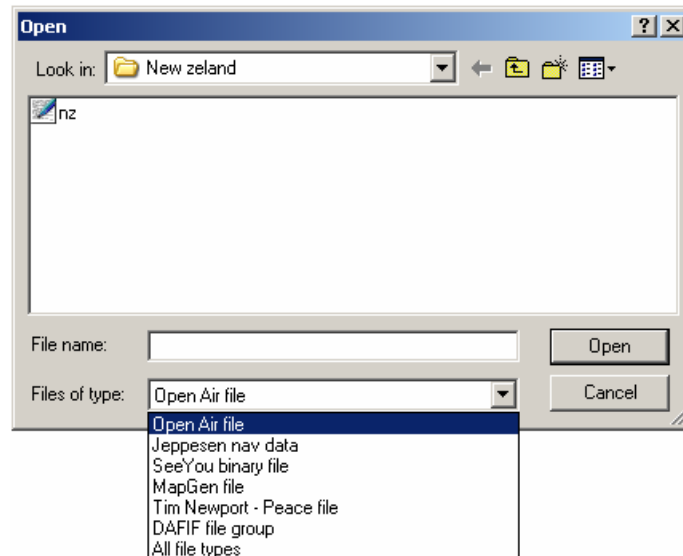 Open
Look in: New zeland
nz
File name:
Open
Files of type: Open Air file
Cancel
Open Air file
Jeppesen nav data
SeeYou binary file
MapGen file
Tim Newport - Peace file
DAFIF file group
All file types